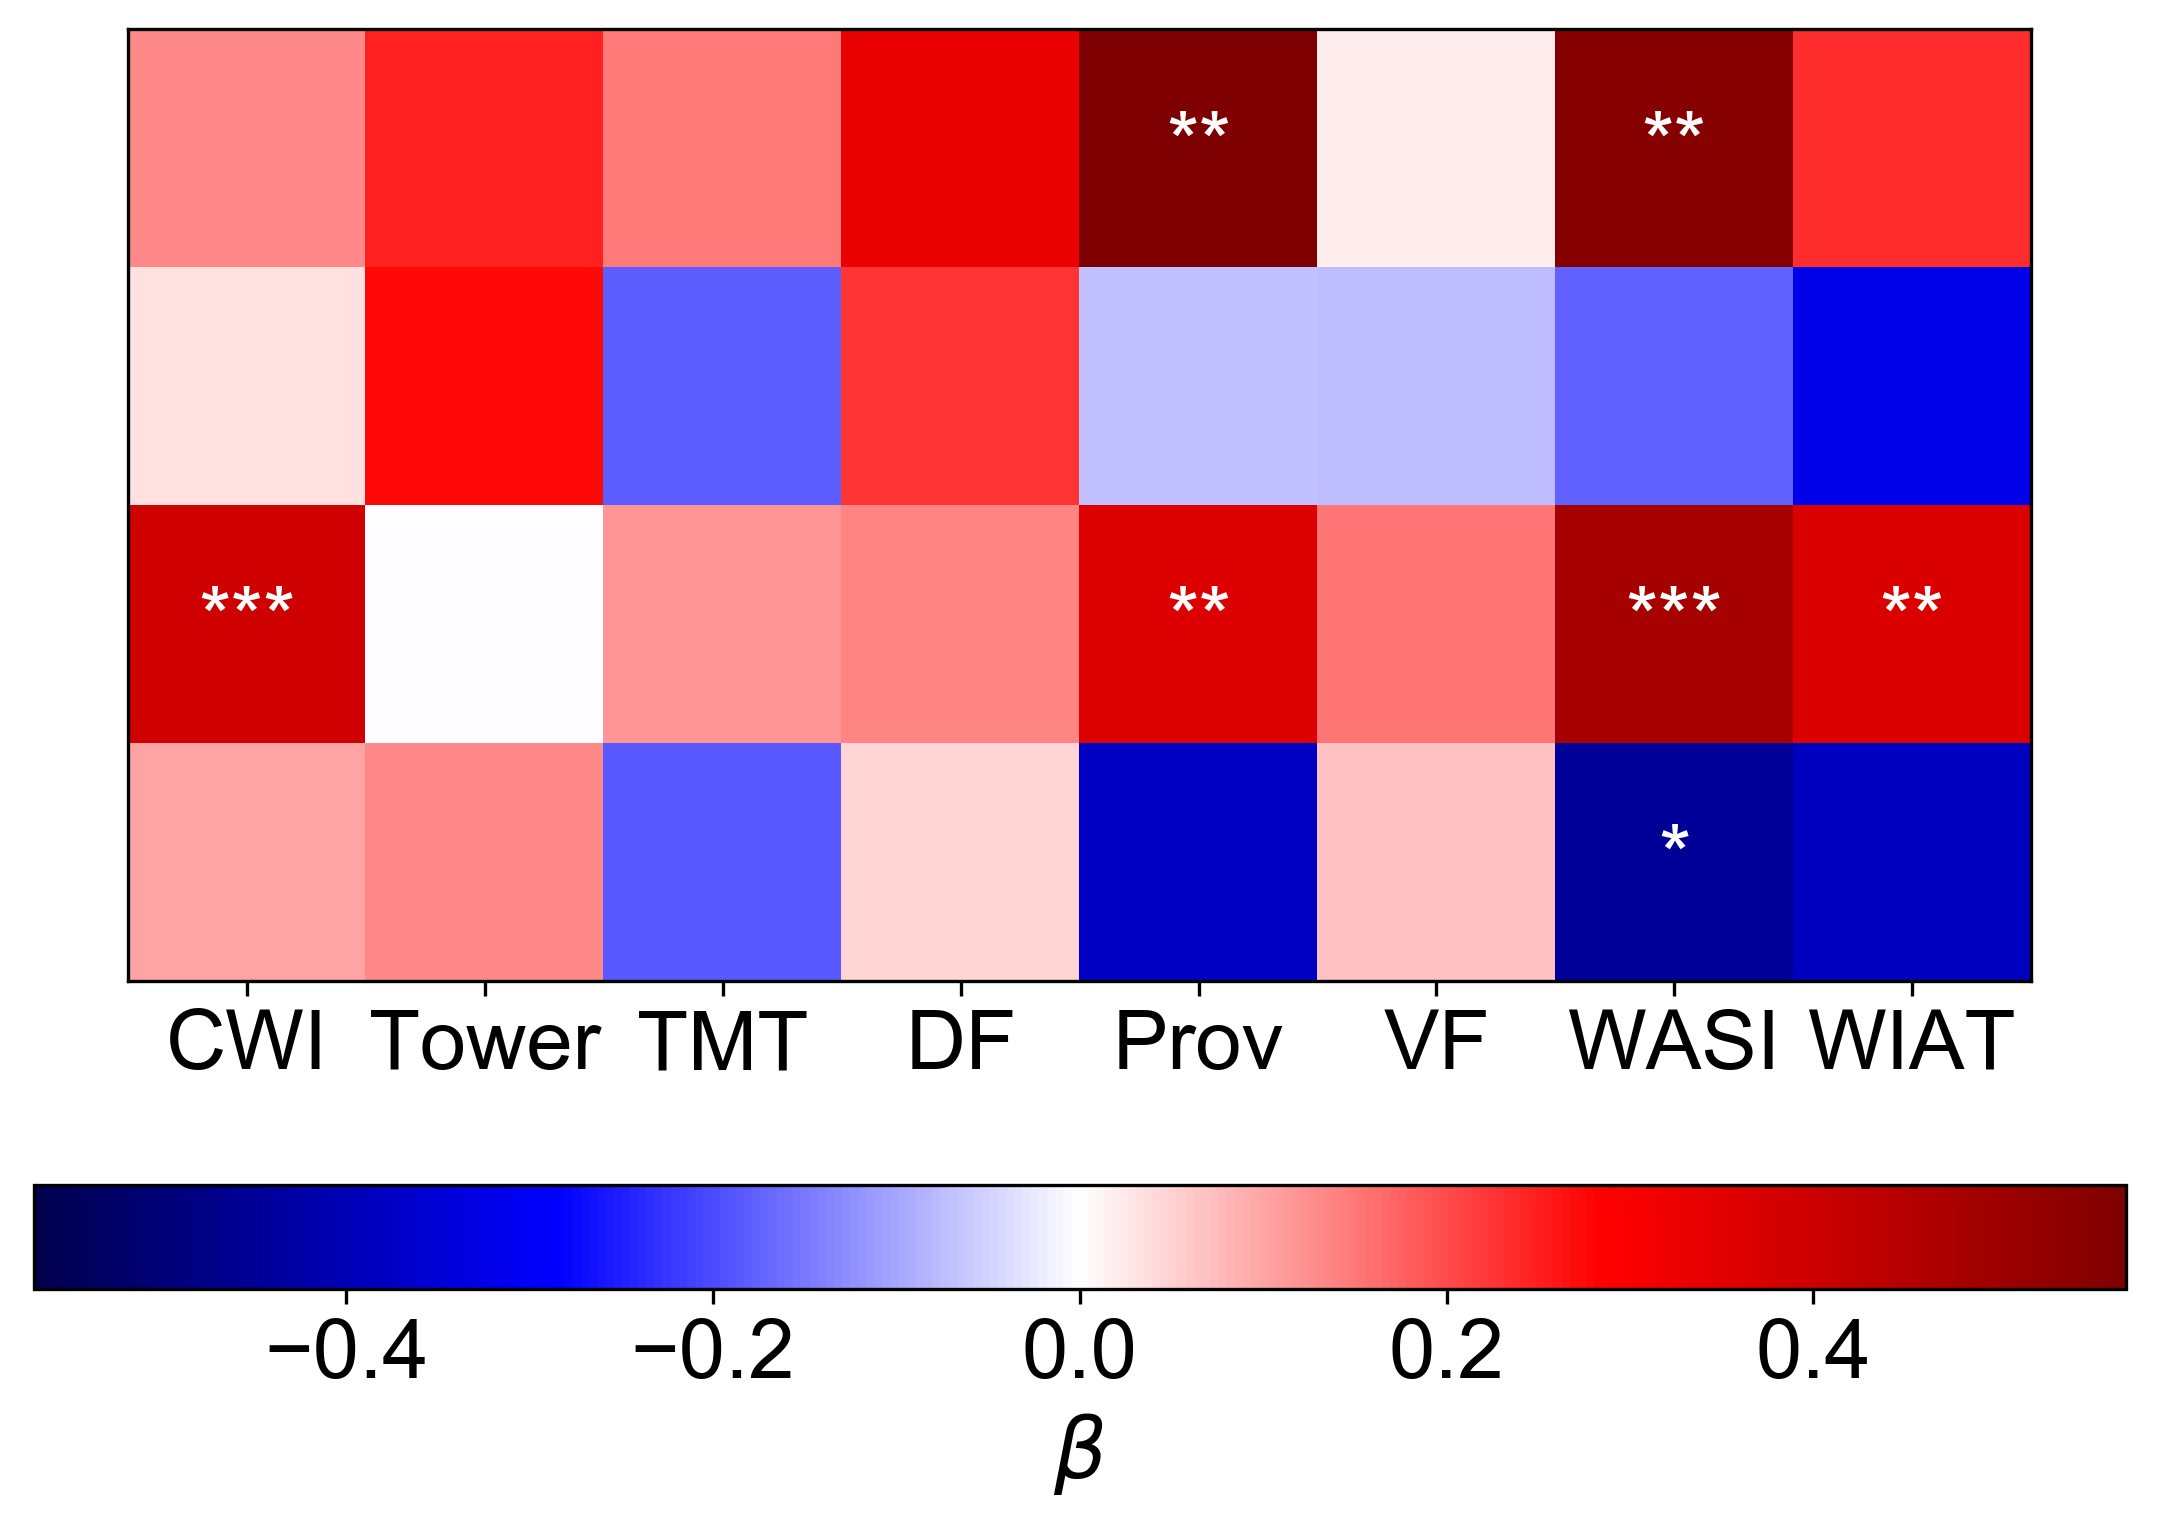 ** **
*** ** *** **
*
CWI Tower TMT DF Prov VF WASI WIAT
−0.4 −0.2 0.0 0.2 0.4
β